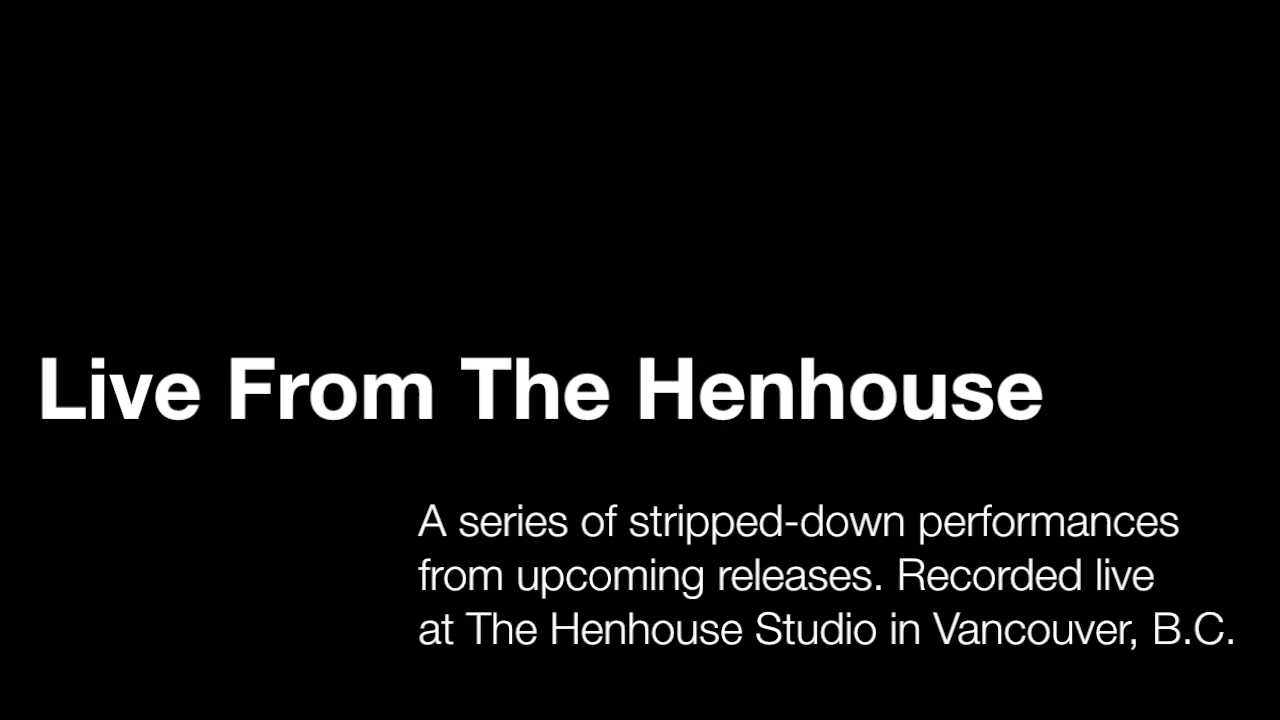 Live From The Henhouse
A series of stripped-down performances
from upcoming releases. Recorded live
at The Henhouse Studio in Vancouver, B.C.